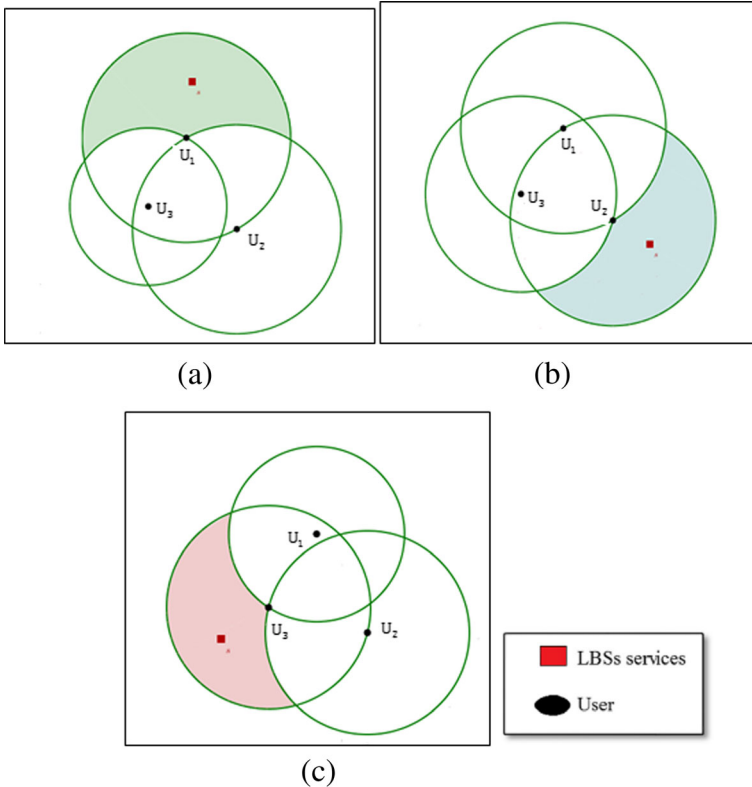 U₁
U₃
U₂
(a)
U₁
U₃
U₂
(b)
U₁
U₃
U₂
(c)
LBSs services
User